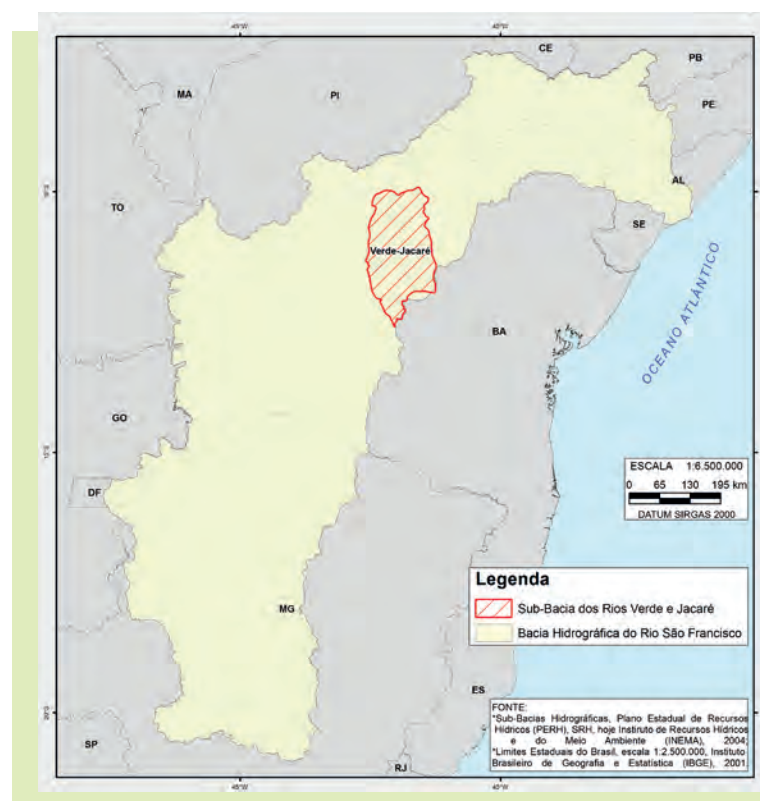 CE
PB
MA
PI
PE
AL
TO
SE
Verde-Jacaré
OCEANO ATLÂNTICO
BA
GO
ESCALA 1:6.500.000
0 65 130 195 km
DATUM SIRGAS 2000
DF
Legenda
Sub-Bacia dos Rios Verde e Jacaré
Bacia Hidrográfica do Rio São Francisco
MG
ES
FONTE:
*Sub-Bacias Hidrográficas, Plano Estadual de Recursos
Hídricos (PERH), SRH, hoje Instituto de Recursos Hídricos
e do Meio Ambiente (INEMA), 2004;
*Limites Estaduais do Brasil, escala 1:2.500.000, Instituto
Brasileiro de Geografia e Estatística (IBGE), 2001.
SP
RJ